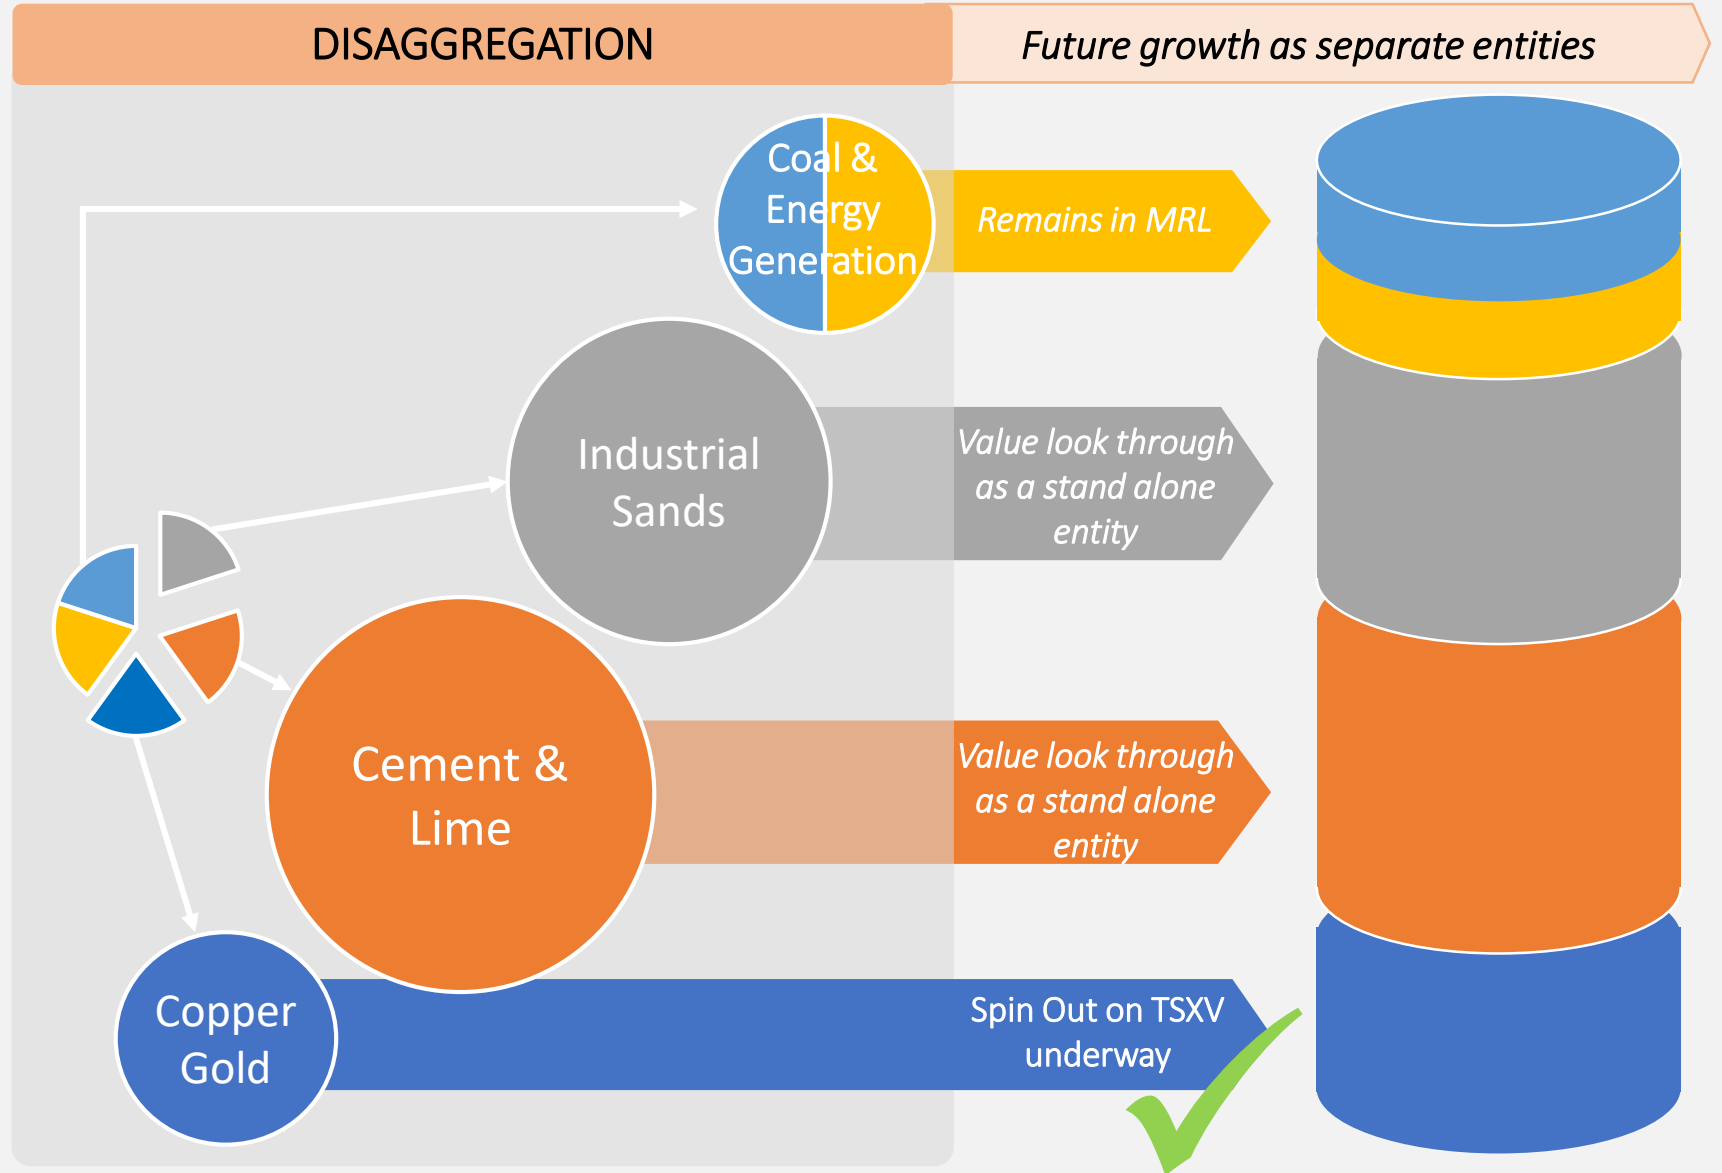 DISAGGREGATION
Future growth as separate entities
Coal &
Energy
Generation
Remains in MRL
Industrial
Sands
Value look through
as a stand alone
entity
Cement &
Lime
Value look through
as a stand alone
entity
Copper
Gold
Spin Out on TSXV
underway